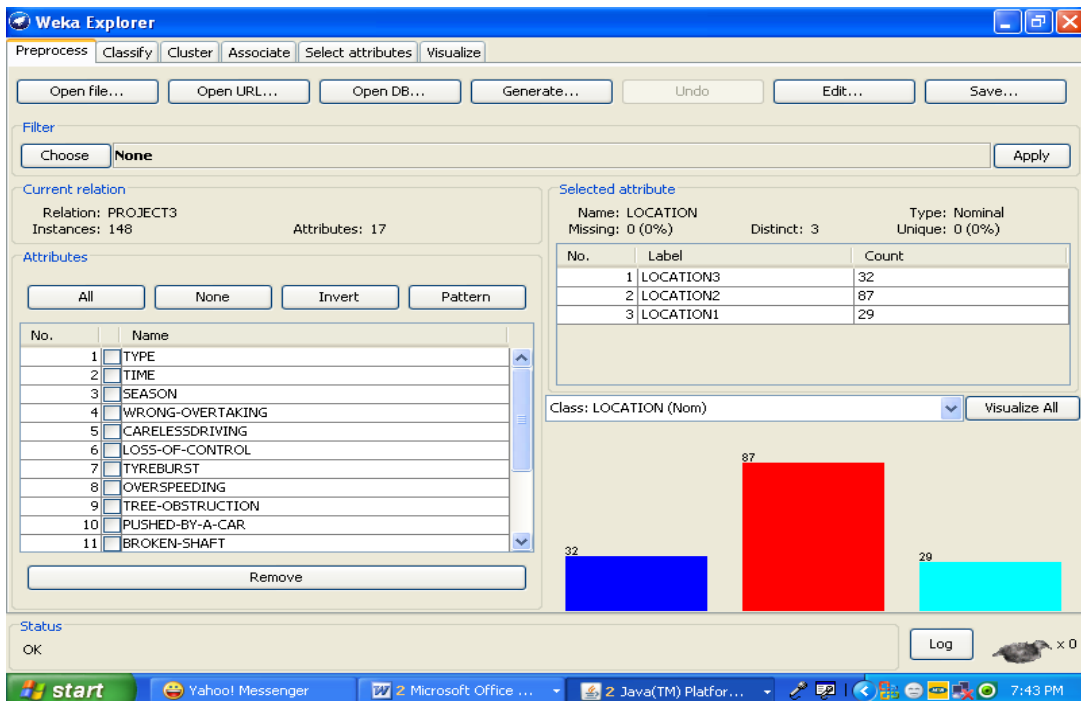 Weka Explorer
Preprocess Classify Cluster Associate Select attributes Visualize
Open file... Open URL... Open DB... Generate... Undo Edit... Save...
Filter
Choose None Apply
Current relation
Relation: PROJECT3
Instances: 148 Attributes: 17
Attributes
All None Invert Pattern
No. Name
1 TYPE
2 TIME
3 SEASON
4 WRONG-OVERTAKING
5 CARELESSDRIVING
6 LOSS-OF-CONTROL
7 TYREBURST
8 OVERSPEEDING
9 TREE-OBSTRUCTION
10 PUSHED-BY-A-CAR
11 BROKEN-SHAFT
Remove
Selected attribute
Name: LOCATION Type: Nominal
Missing: 0 (0%) Distinct: 3 Unique: 0 (0%)
No. Label Count
1 LOCATION3 32
2 LOCATION2 87
3 LOCATION1 29
Class: LOCATION (Nom) Visualize All
87
32
29
Status
OK
Log x 0
start Yahoo! Messenger 2 Microsoft Office ... 2 Java(TM) Platfor... 7:43 PM